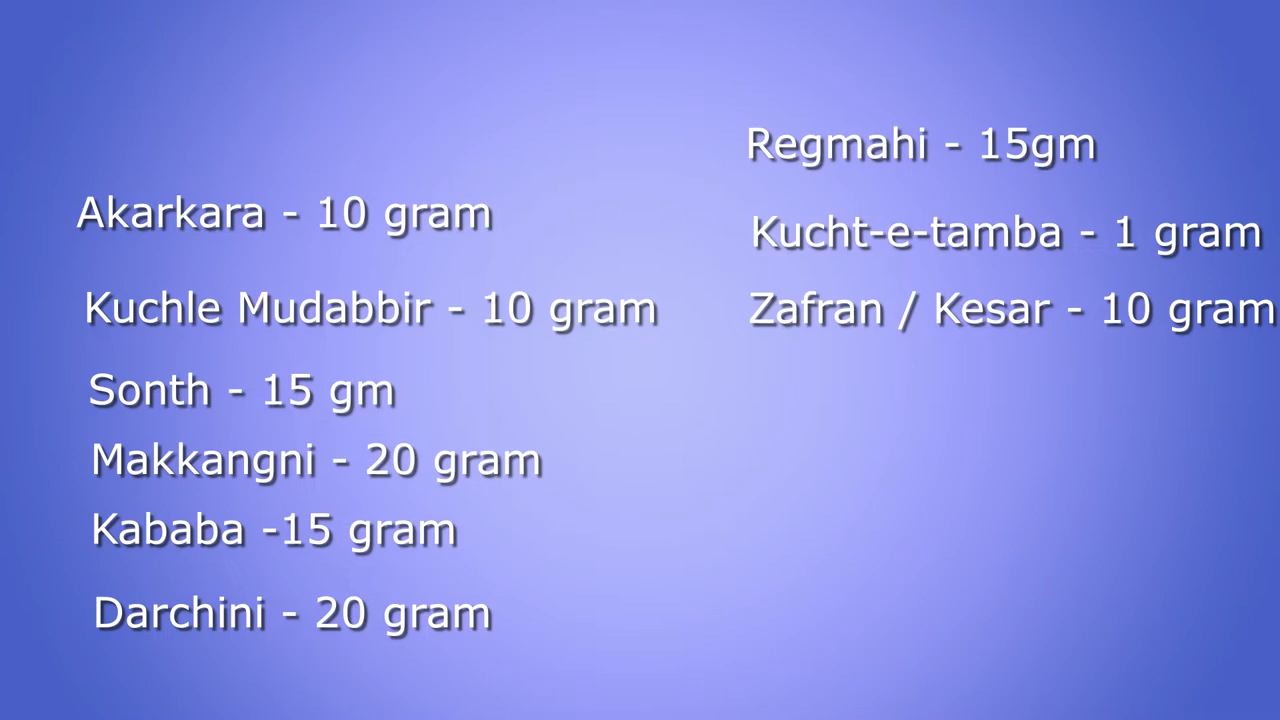 Akarkara - 10 gram
Kuchle Mudabbir - 10 gram
Sonth - 15 gm
Makkangni - 20 gram
Kababa -15 gram
Darchini - 20 gram
Regmahi - 15gm
Kucht-e-tamba - 1 gram
Zafran / Kesar - 10 gram